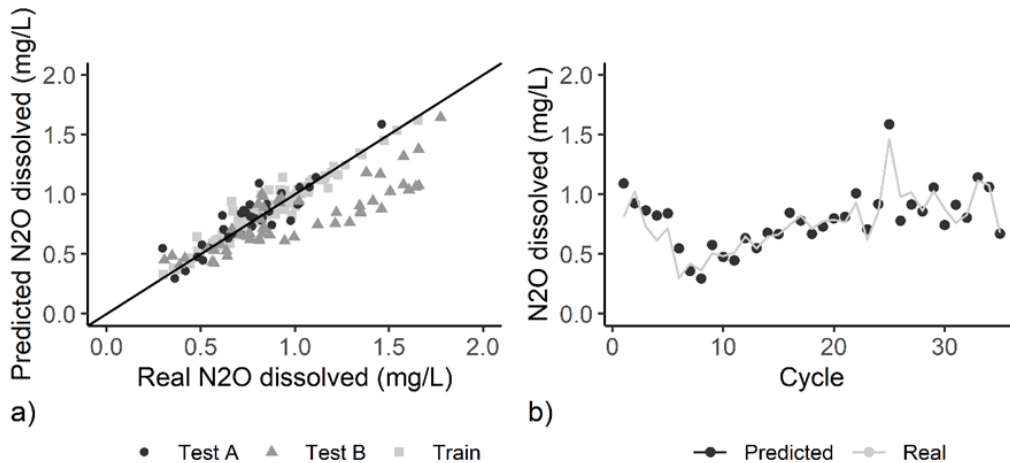 Predicted N2O dissolved (mg/L)
2.0
1.5
1.0
0.5
0.0
0.0 0.5 1.0 1.5 2.0
Real N2O dissolved (mg/L)
a)
Test A Test B Train
N2O dissolved (mg/L)
2.0
1.5
1.0
0.5
0.0
0 10 20 30
Cycle
b)
Predicted Real